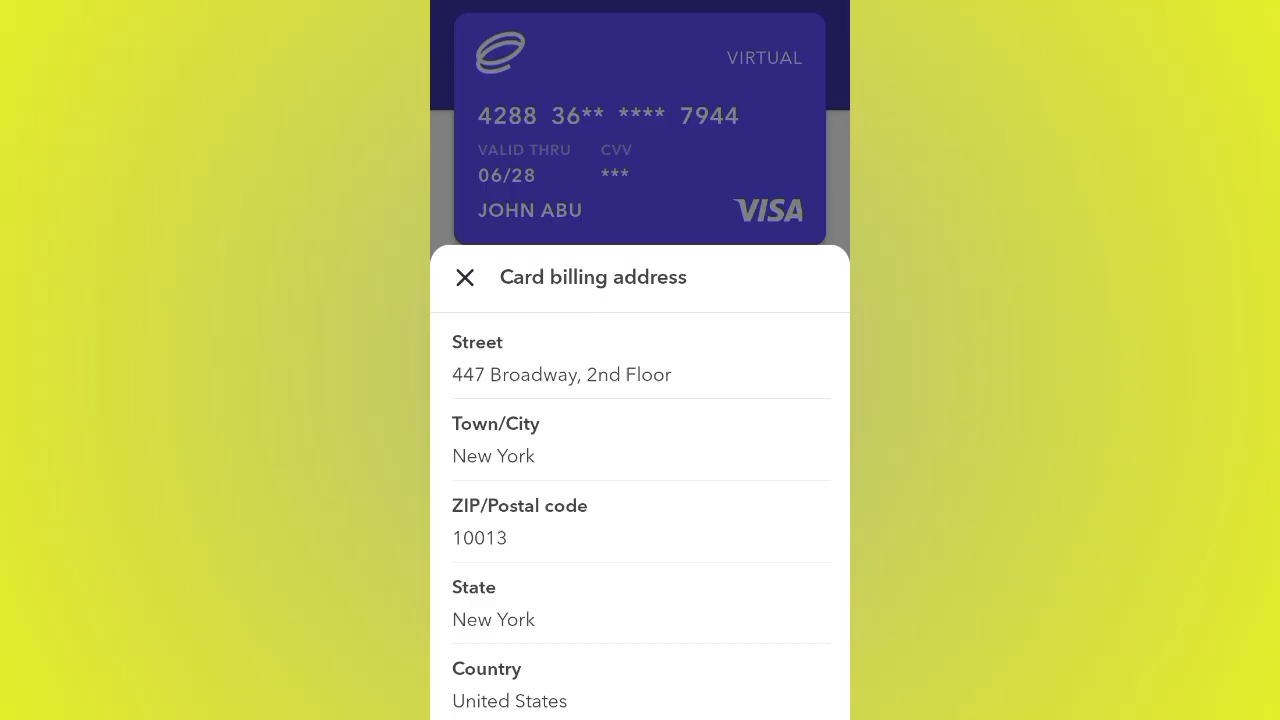 VIRTUAL
4288 36** **** 7944
VALID THRU CVV
06/28 ***
JOHN ABU VISA
Card billing address
Street
447 Broadway, 2nd Floor
Town/City
New York
ZIP/Postal code
10013
State
New York
Country
United States